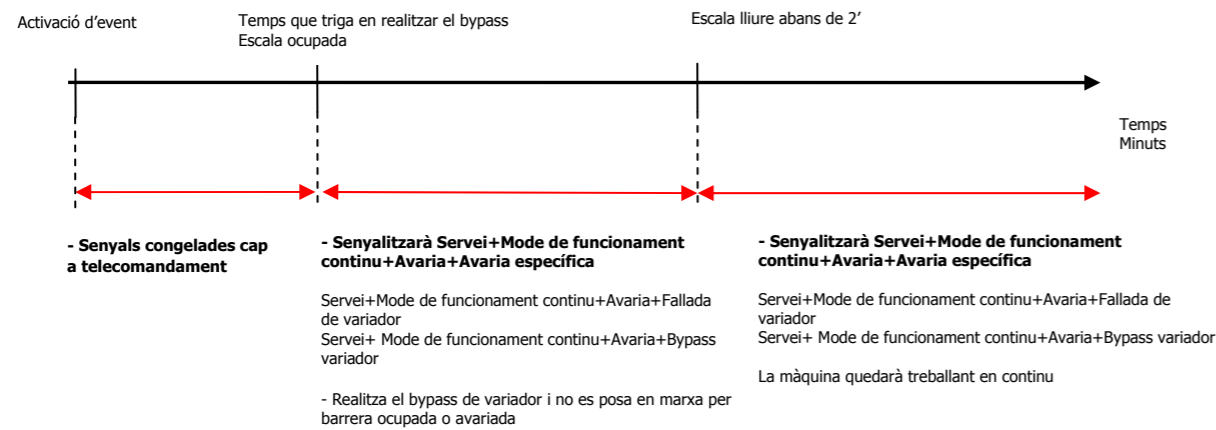 Activació d’event
Temps que triga en realitzar el bypass
Escala ocupada
Escala lliure abans de 2’
Temps
Minuts
- Senyals congelades cap
a telecomandament
- Senyalitzarà Servei+Mode de funcionament
continu+Avaria+Avaria específica
Servei+Mode de funcionament continu+Avaria+Fallada
de variador
Servei+ Mode de funcionament continu+Avaria+Bypass
variador
- Realitza el bypass de variador i no es posa en marxa per
barrera ocupada o avariada
- Senyalitzarà Servei+Mode de funcionament
continu+Avaria+Avaria específica
Servei+Mode de funcionament continu+Avaria+Fallada de
variador
Servei+ Mode de funcionament continu+Avaria+Bypass variador
La màquina quedarà treballant en continu